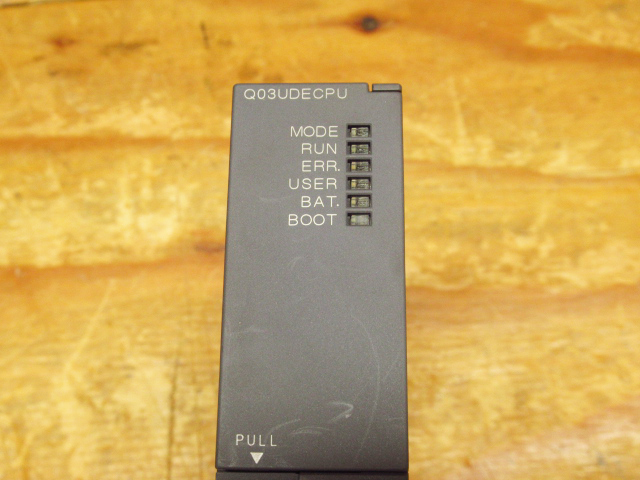 Q03UDECPU
MODE
RUN
ERR.
USER
BAT.
BOOT
PULL